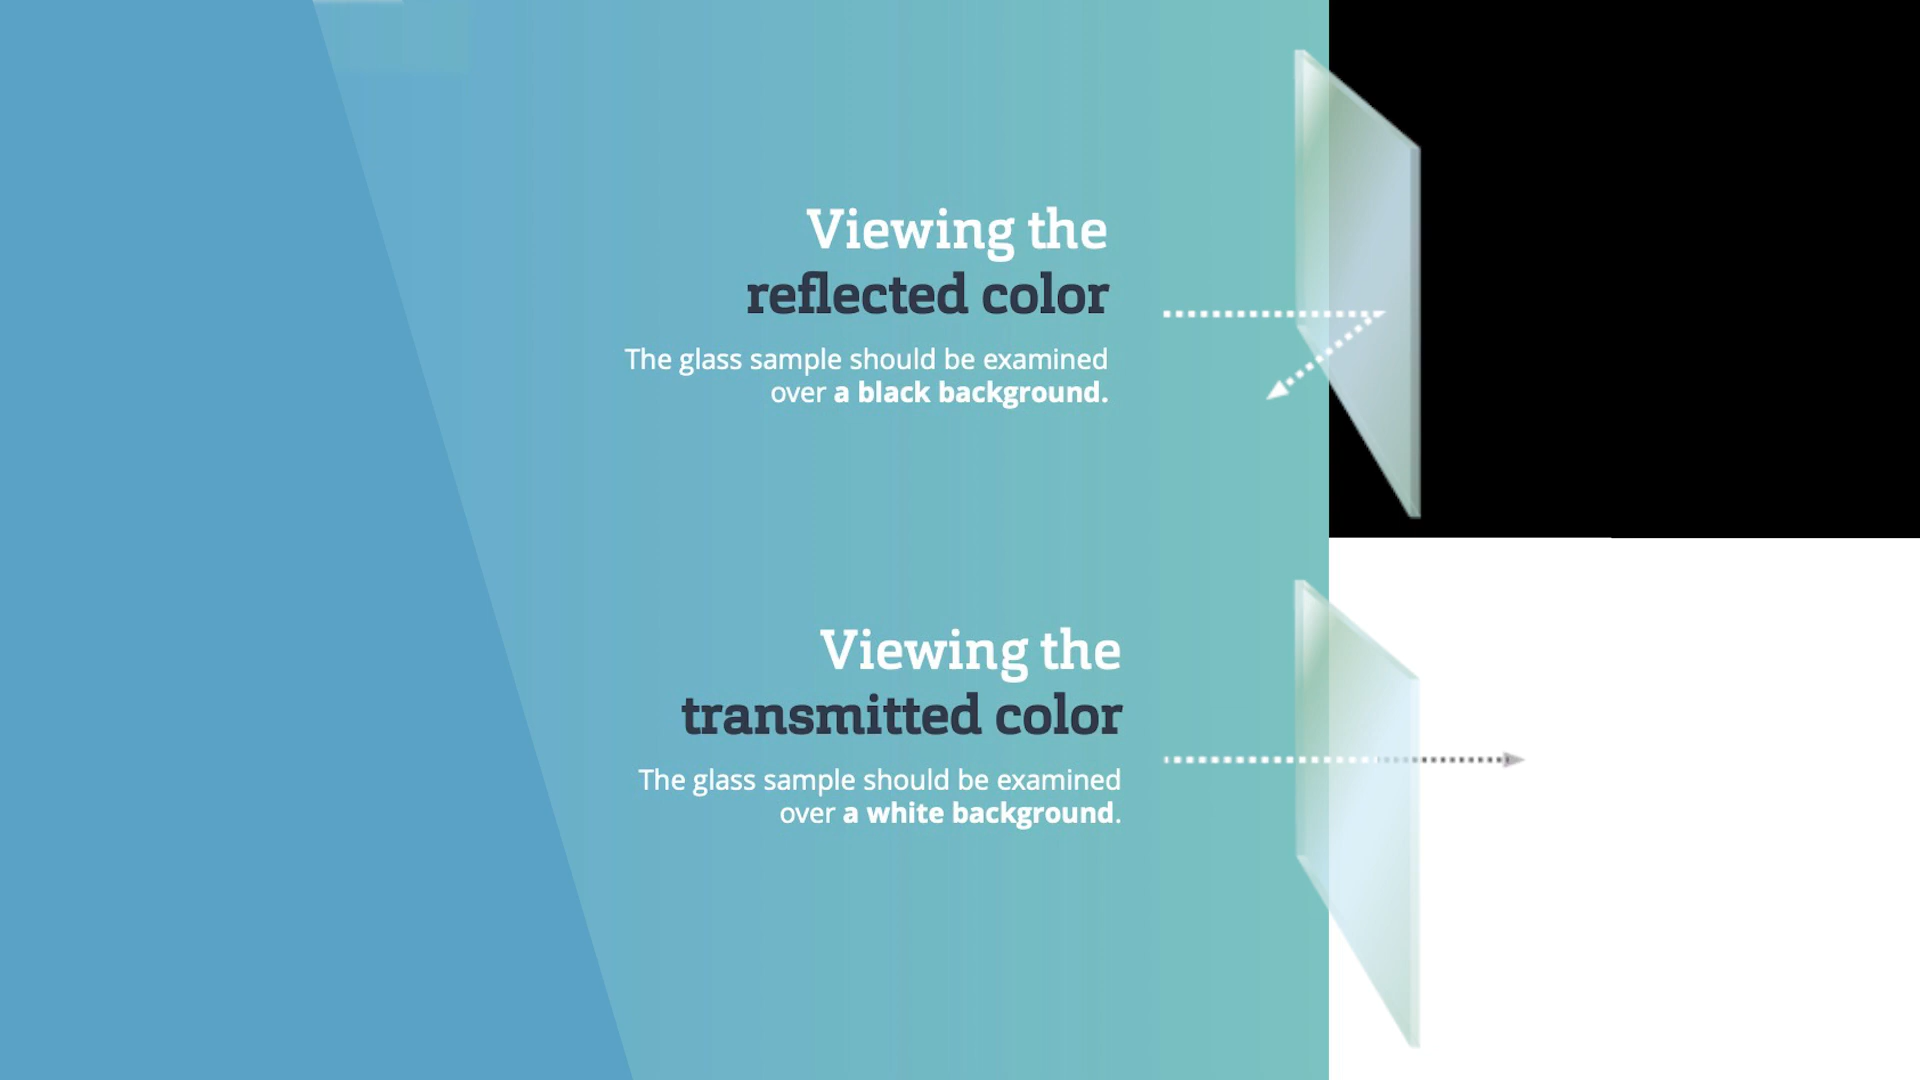 Viewing the
reflected color
The glass sample should be examined
over a black background.
Viewing the
transmitted color
The glass sample should be examined
over a white background.